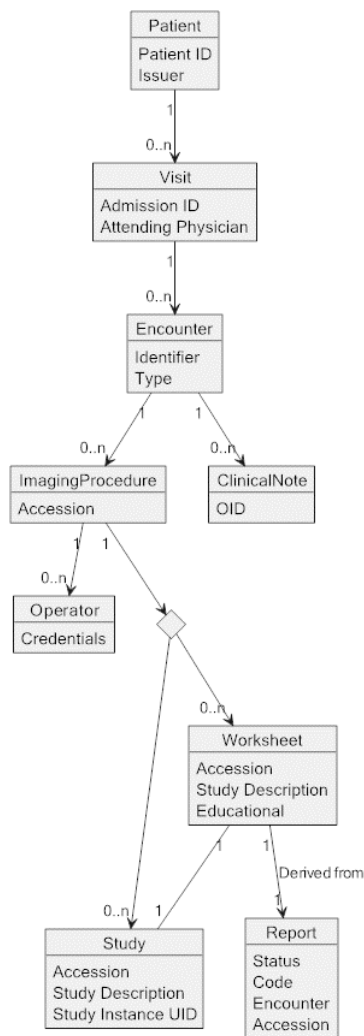 Patient
Patient ID
Issuer
1
0..n
Visit
Admission ID
Attending Physician
1
0..n
Encounter
Identifier
Type
1 1
0..n 0..n
ImagingProcedure ClinicalNote
Accession OID
1 1
0..n
Operator
Credentials
0..n
Worksheet
Accession
Study Description
Educational
1 1
Derived from
0..n 1 1
Study Report
Accession Status
Study Description Code
Study Instance UID Encounter
Accession